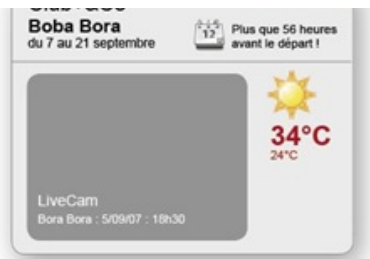 Boba Bora
du 7 au 21 septembre
12
Plus que 56 heures
avant le départ !
34°C
24°C
LiveCam
Bora Bora : 5/09/07 : 18h30